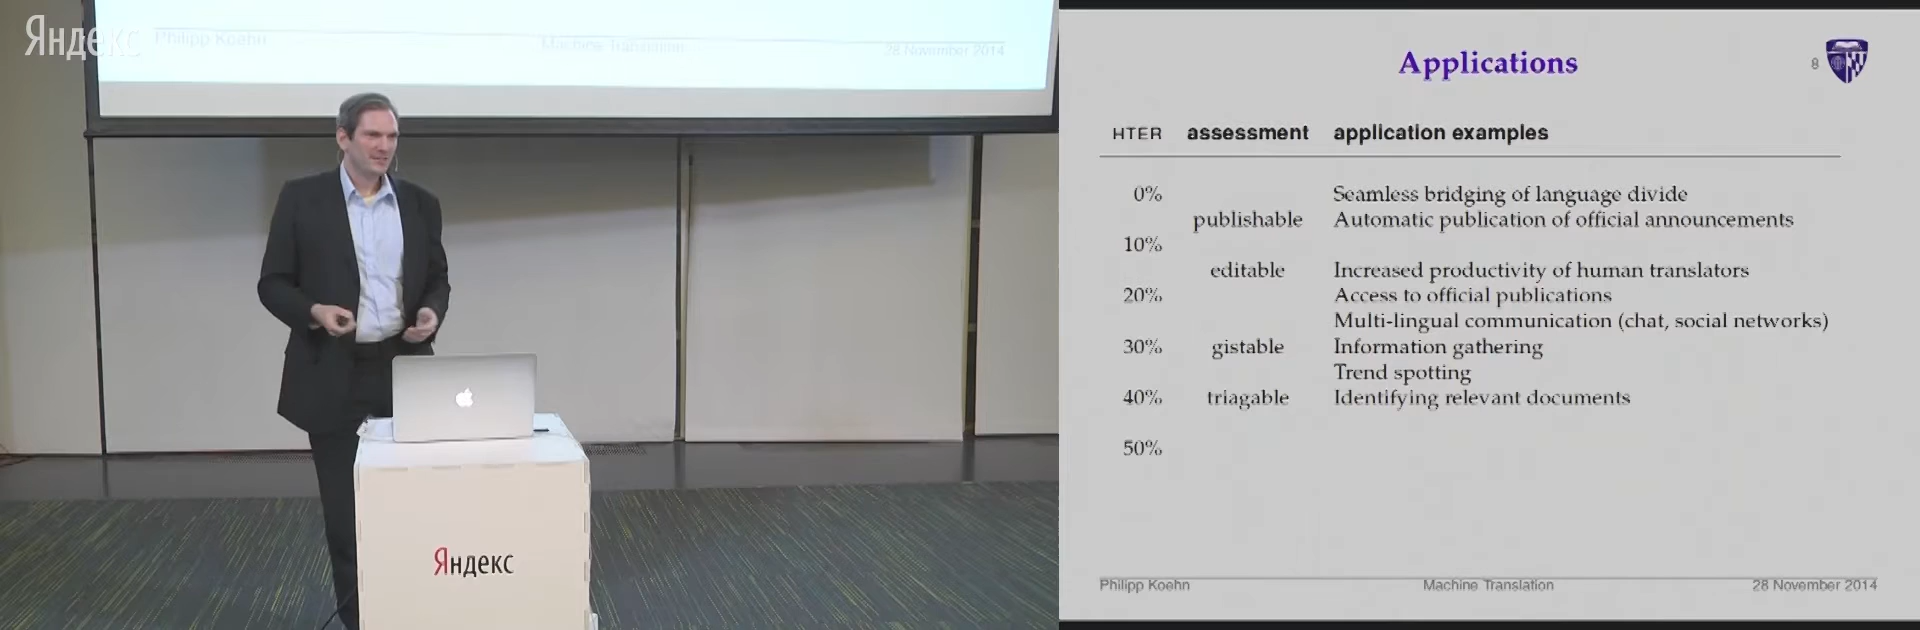 Яндекс
Philipp Koehn Machine Translation 28 November 2014
Яндекс
Applications
8
HTER assessment application examples
0% Seamless bridging of language divide
publishable Automatic publication of official announcements
10%
editable Increased productivity of human translators
20% Access to official publications
Multi-lingual communication (chat, social networks)
30% gistable Information gathering
Trend spotting
40% triagable Identifying relevant documents
50%
Philipp Koehn Machine Translation 28 November 2014